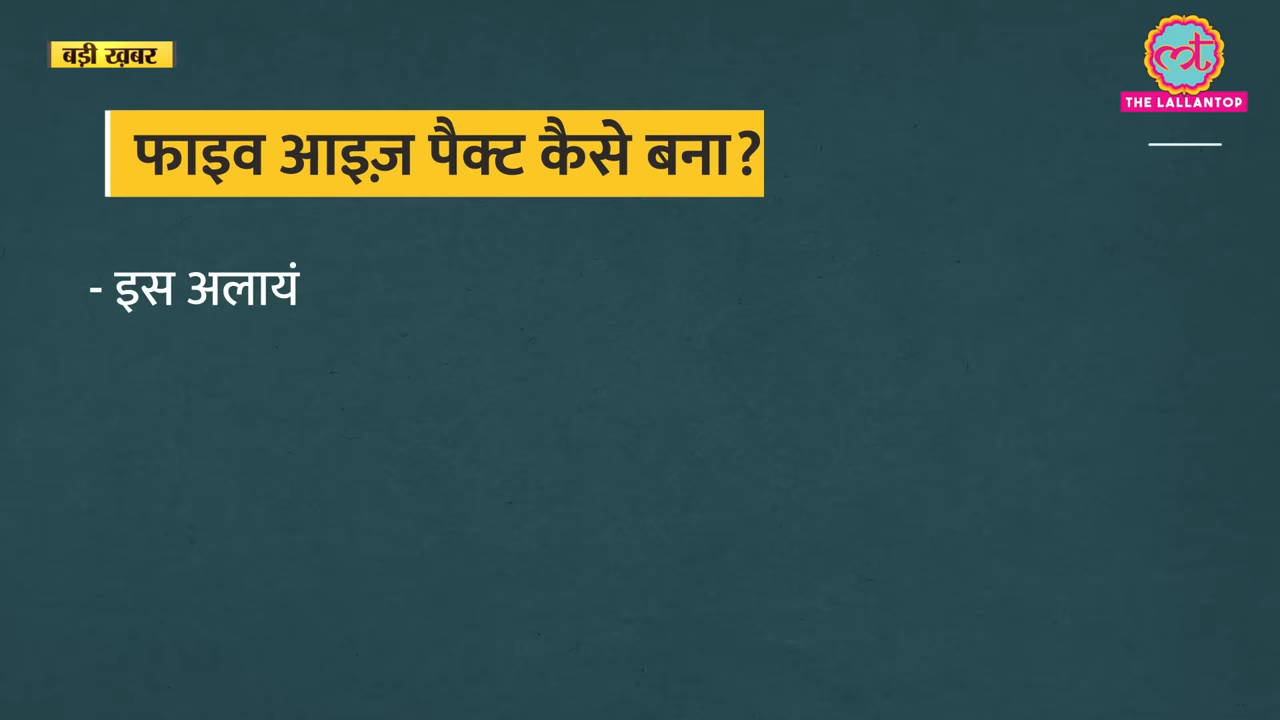 बड़ी ख़बर
THE LALLANTOP
फाइव आइज़ पैक्ट कैसे बना?
- इस अलायं